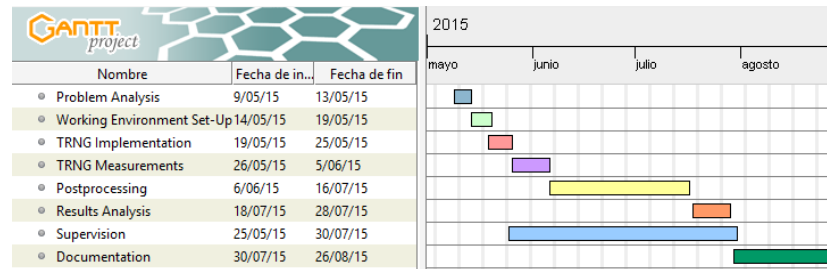 GANTT
project
2015
mayo junio julio agosto
Nombre Fecha de in... Fecha de fin
Problem Analysis 9/05/15 13/05/15
Working Environment Set-Up 14/05/15 19/05/15
TRNG Implementation 19/05/15 25/05/15
TRNG Measurements 26/05/15 5/06/15
Postprocessing 6/06/15 16/07/15
Results Analysis 18/07/15 28/07/15
Supervision 25/05/15 30/07/15
Documentation 30/07/15 26/08/15